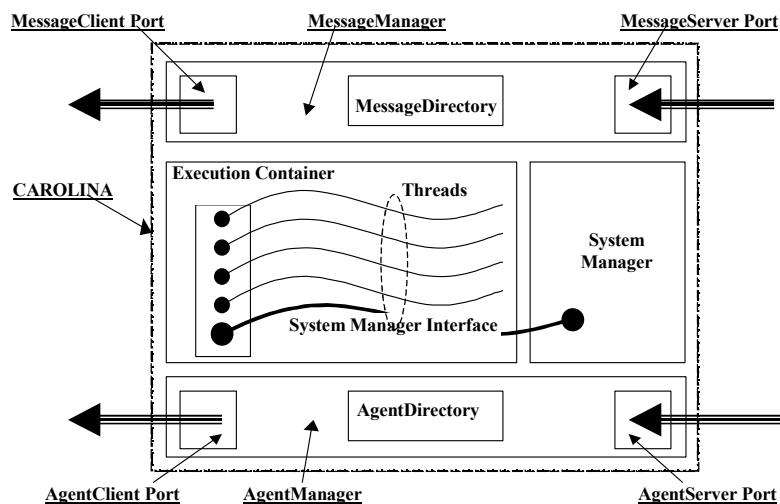 MessageClient Port
MessageManager
MessageServer Port
MessageDirectory
CAROLINA
Execution Container
Threads
System
Manager
System Manager Interface
AgentDirectory
AgentClient Port
AgentManager
AgentServer Port